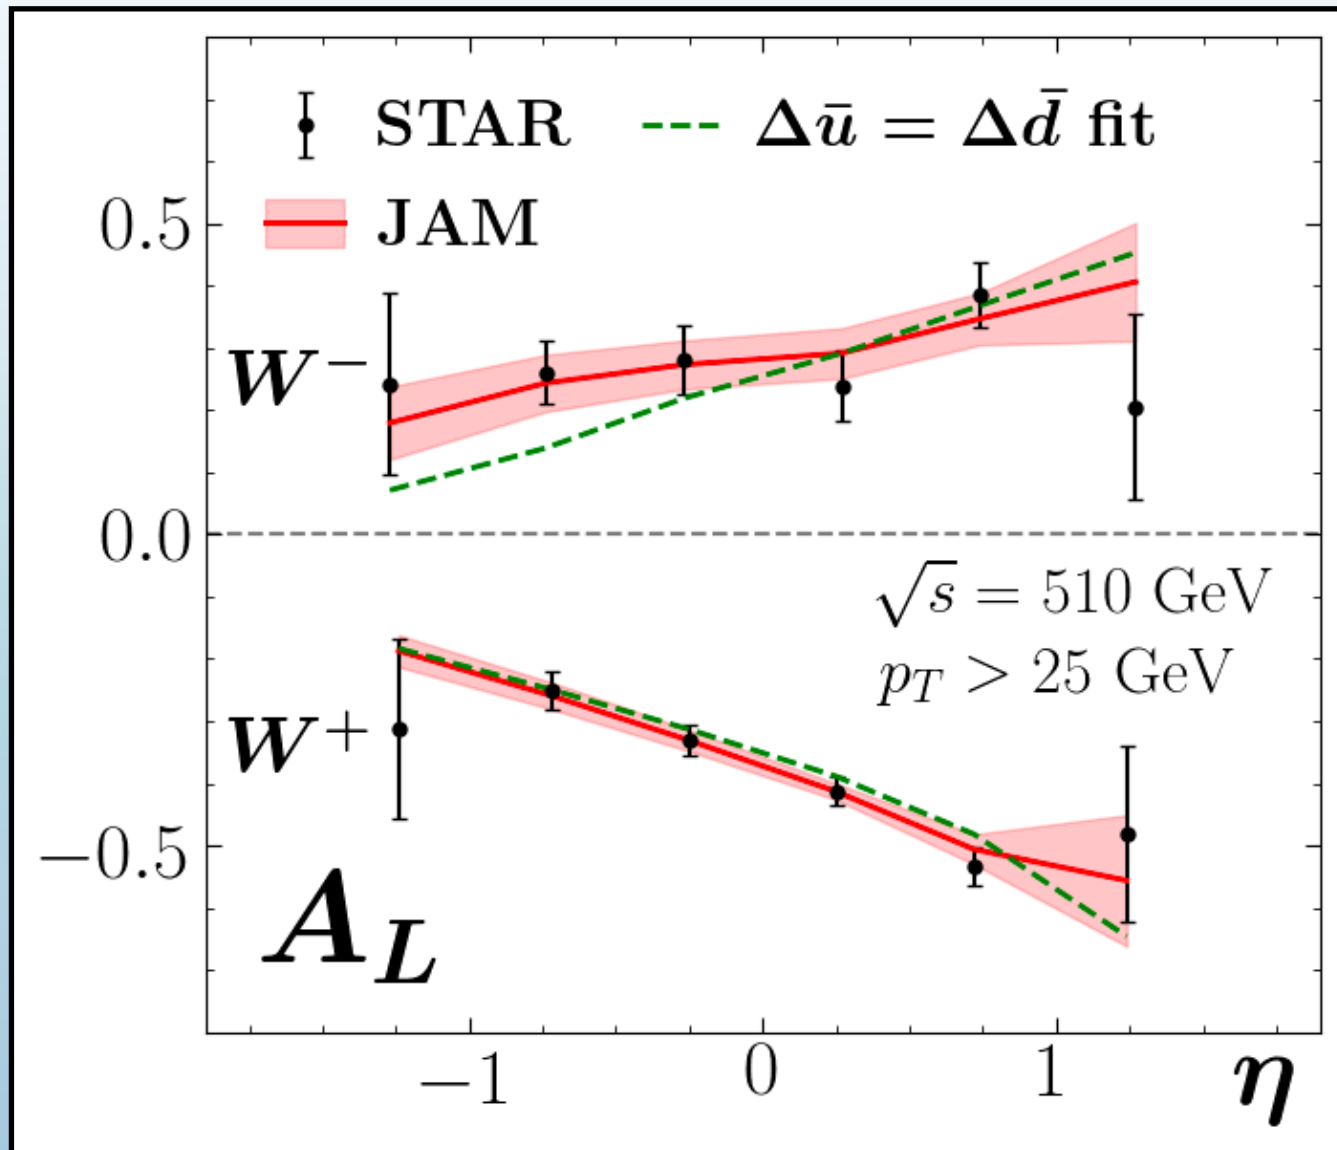 STAR
Δū = Δd̄ fit
JAM
0.5
W⁻
0.0
√s = 510 GeV
p_T > 25 GeV
W⁺
−0.5
A_L
−1 0 1 η